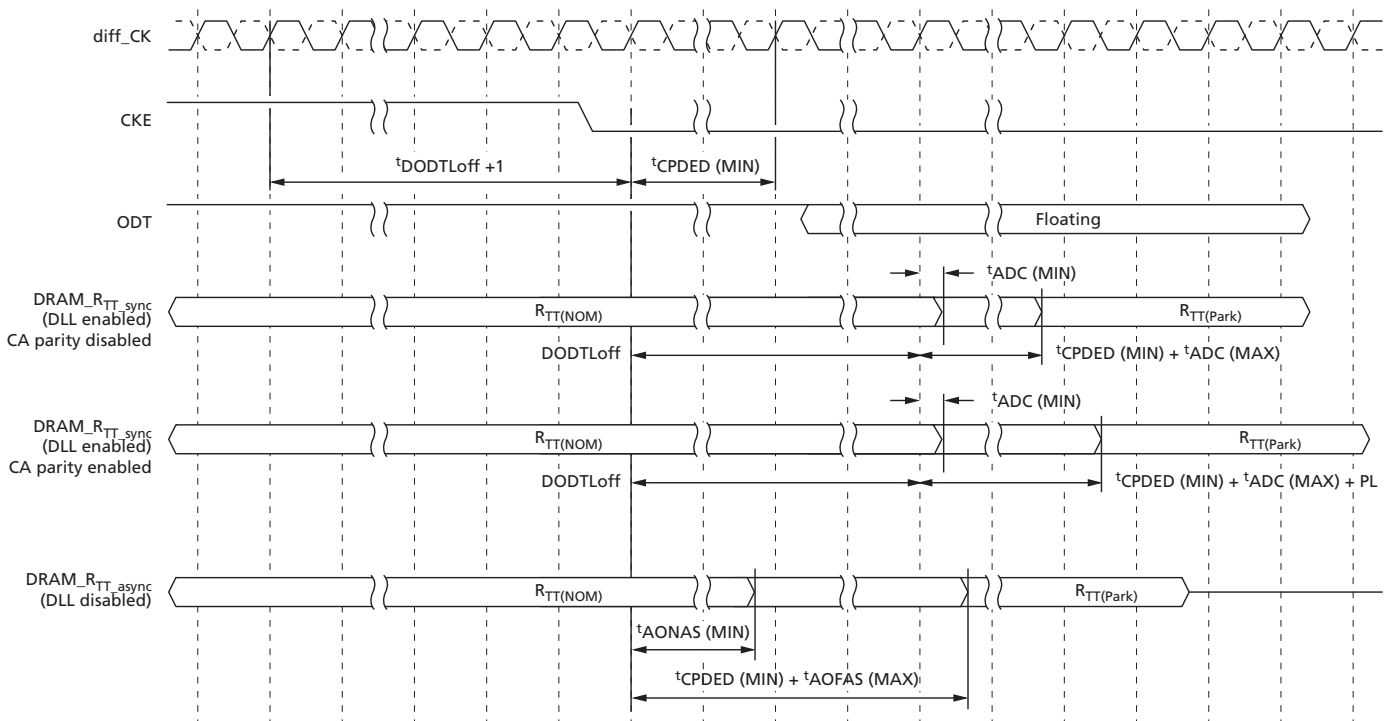 diff_CK
CKE
tDODTLoff +1
tCPDED (MIN)
ODT
Floating
tADC (MIN)
DRAM_RTT_sync
(DLL enabled)
CA parity disabled
RTT(NOM)
RTT(Park)
DODTLoff
tCPDED (MIN) + tADC (MAX)
tADC (MIN)
DRAM_RTT_sync
(DLL enabled)
CA parity enabled
RTT(NOM)
RTT(Park)
DODTLoff
tCPDED (MIN) + tADC (MAX) + PL
DRAM_RTT_async
(DLL disabled)
RTT(NOM)
RTT(Park)
tAONAS (MIN)
tCPDED (MIN) + tAOFAS (MAX)